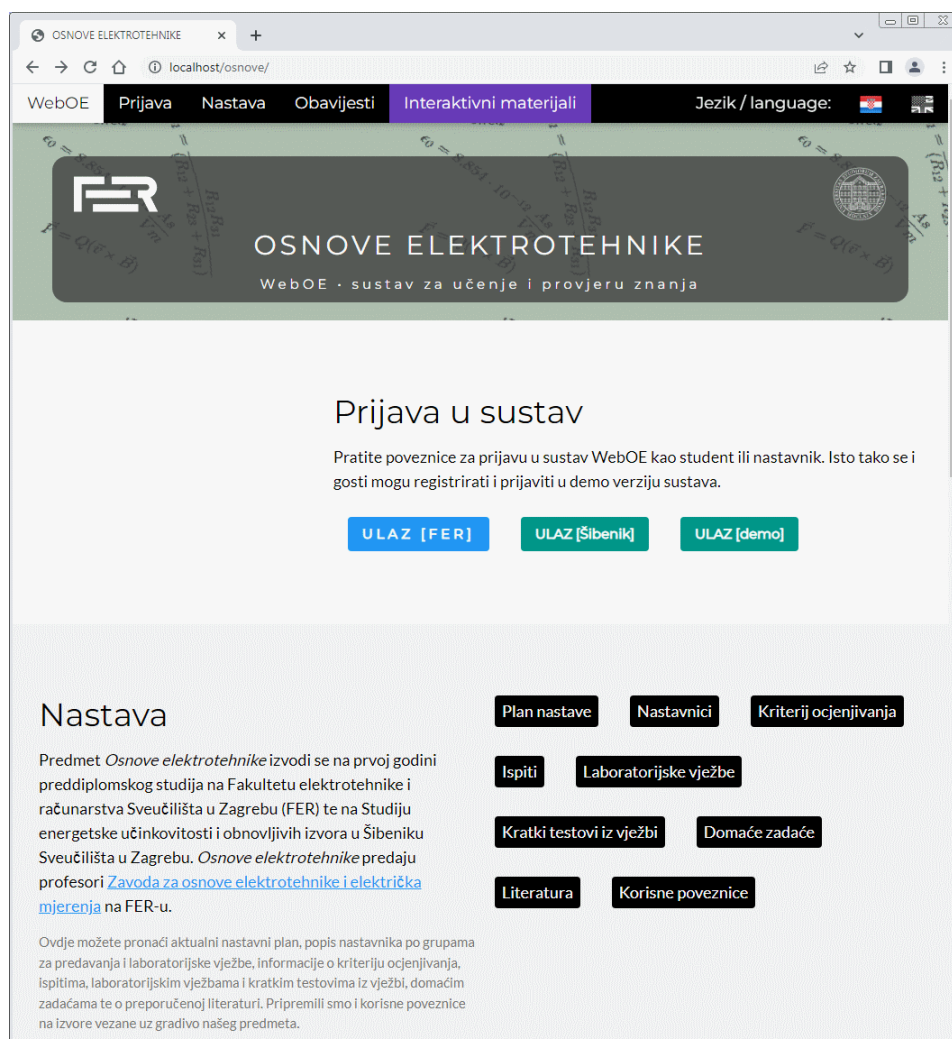 OSNOVE ELEKTROTEHNIKE
localhost/osnove/
WebOE Prijava Nastava Obavijesti Interaktivni materijali Jezik / language:
FER
OSNOVE ELEKTROTEHNIKE
WebOE · sustav za učenje i provjeru znanja
Prijava u sustav
Pratite poveznice za prijavu u sustav WebOE kao student ili nastavnik. Isto tako se i
gosti mogu registrirati i prijaviti u demo verziju sustava.
ULAZ [FER] ULAZ [Šibenik] ULAZ [demo]
Nastava
Predmet Osnove elektrotehnike izvodi se na prvoj godini
preddiplomskog studija na Fakultetu elektrotehnike i
računarstva Sveučilišta u Zagrebu (FER) te na Studiju
energetske učinkovitosti i obnovljivih izvora u Šibeniku
Sveučilišta u Zagrebu. Osnove elektrotehnike predaju
profesori Zavoda za osnove elektrotehnike i električka
mjerenja na FER-u.
Ovdje možete pronaći aktualni nastavni plan, popis nastavnika po grupama
za predavanja i laboratorijske vježbe, informacije o kriteriju ocjenjivanja,
ispitima, laboratorijskim vježbama i kratkim testovima iz vježbi, domaćim
zadaćama te o preporučenoj literaturi. Pripremili smo i korisne poveznice
na izvore vezane uz gradivo našeg predmeta.
Plan nastave Nastavnici Kriterij ocjenjivanja
Ispiti Laboratorijske vježbe
Kratki testovi iz vježbi Domaće zadaće
Literatura Korisne poveznice